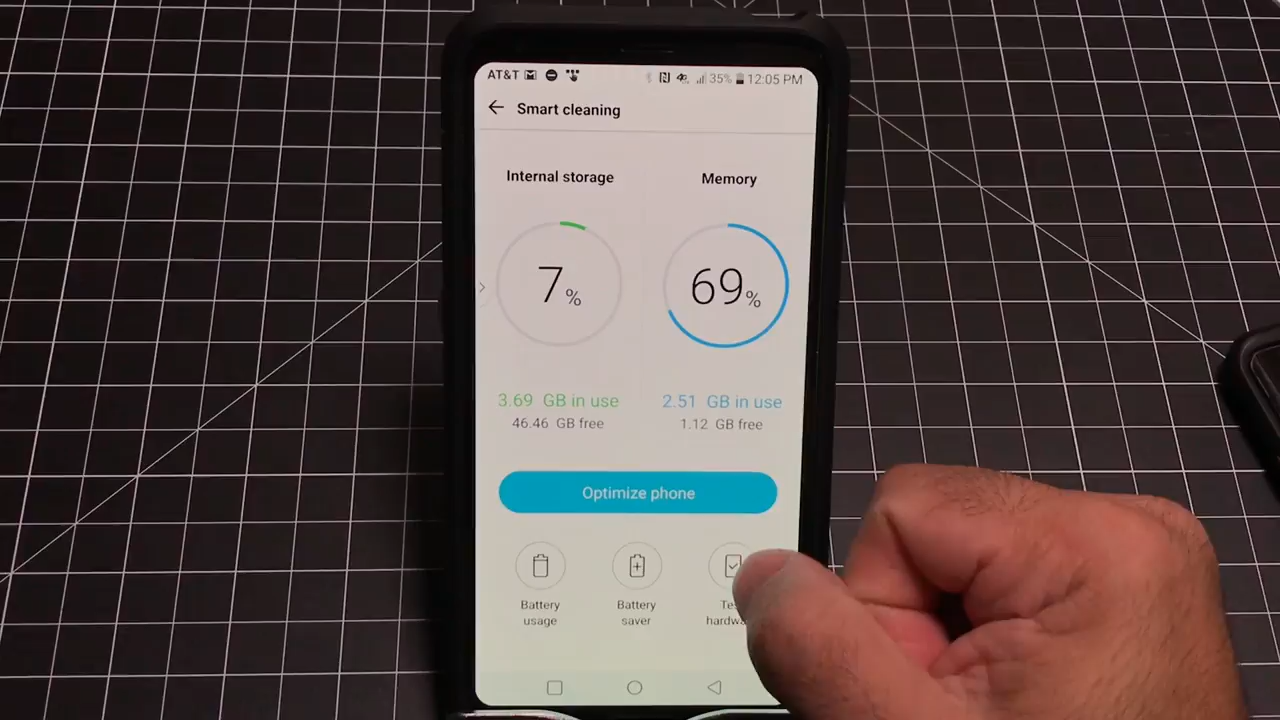 AT&T 35% 12:05 PM
Smart cleaning
Internal storage
Memory
7%
69%
3.69 GB in use
46.46 GB free
2.51 GB in use
1.12 GB free
Optimize phone
Battery
usage
Battery
saver